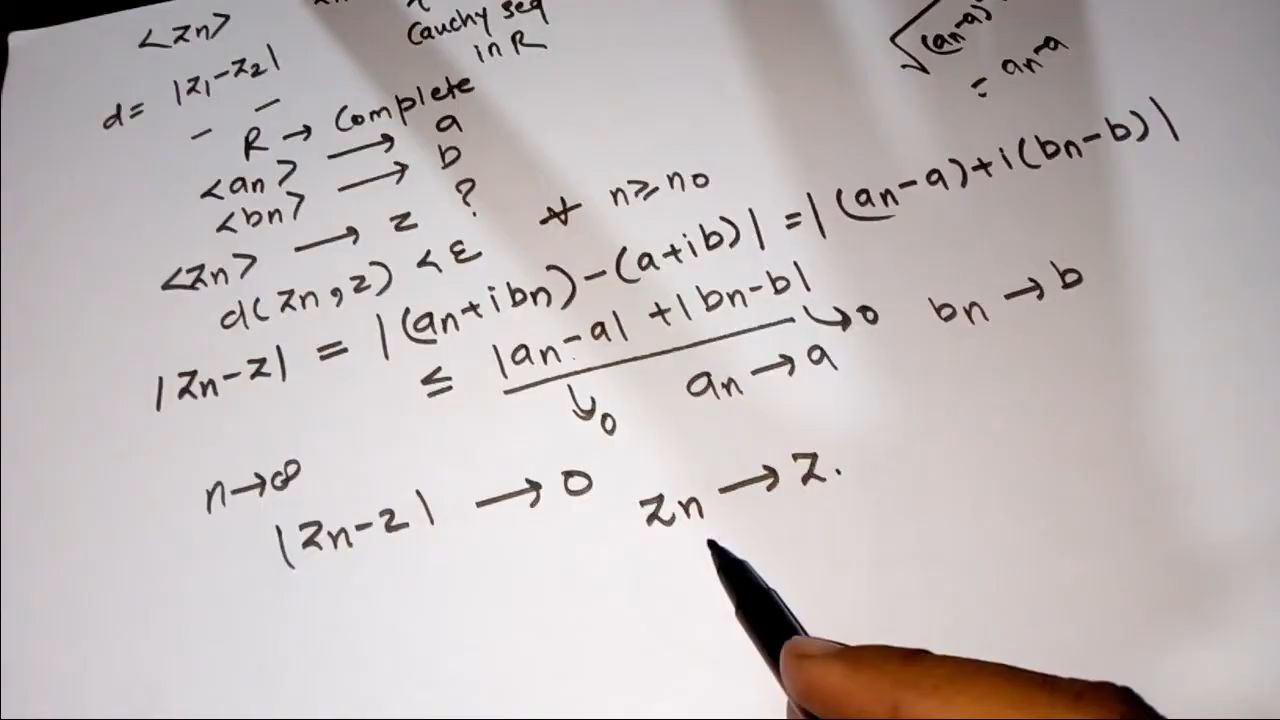 <zn>
Cauchy seq
in R
d= |z1-z2|
R → Complete
<an> → a
<bn> → b
<zn> → z ?
d(zn,z) <ε ∀ n≥no
|zn-z| = |(an+ibn)-(a+ib)| = |(an-a)+i(bn-b)|
≤ |an-a| + |bn-b|
↘0 ↘0
an → a bn → b
n→∞
|zn-z| → 0 zn → z.
= an-a